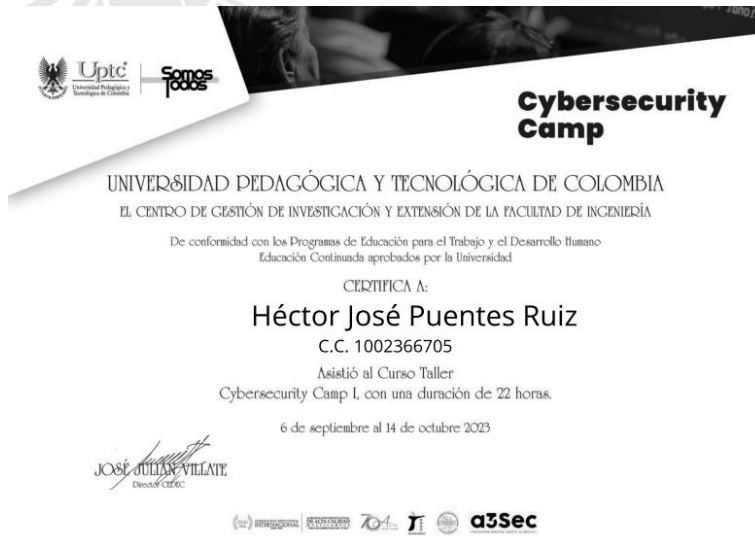 Uptc
Universidad Pedagógica y
Tecnológica de Colombia
Somos
Todos
Cybersecurity
Camp
UNIVERSIDAD PEDAGÓGICA Y TECNOLÓGICA DE COLOMBIA
EL CENTRO DE GESTIÓN DE INVESTIGACIÓN Y EXTENSIÓN DE LA FACULTAD DE INGENIERÍA
De conformidad con los Programas de Educación para el Trabajo y el Desarrollo Humano
Educación Continuada aprobados por la Universidad
CERTIFICA A:
Héctor José Puentes Ruiz
C.C. 1002366705
Asistió al Curso Taller
Cybersecurity Camp I, con una duración de 22 horas.
6 de septiembre al 14 de octubre 2023
JOSÉ JULIÁN VILLATE
Director
INTERNACIONAL
DE ALTA CALIDAD
a3Sec